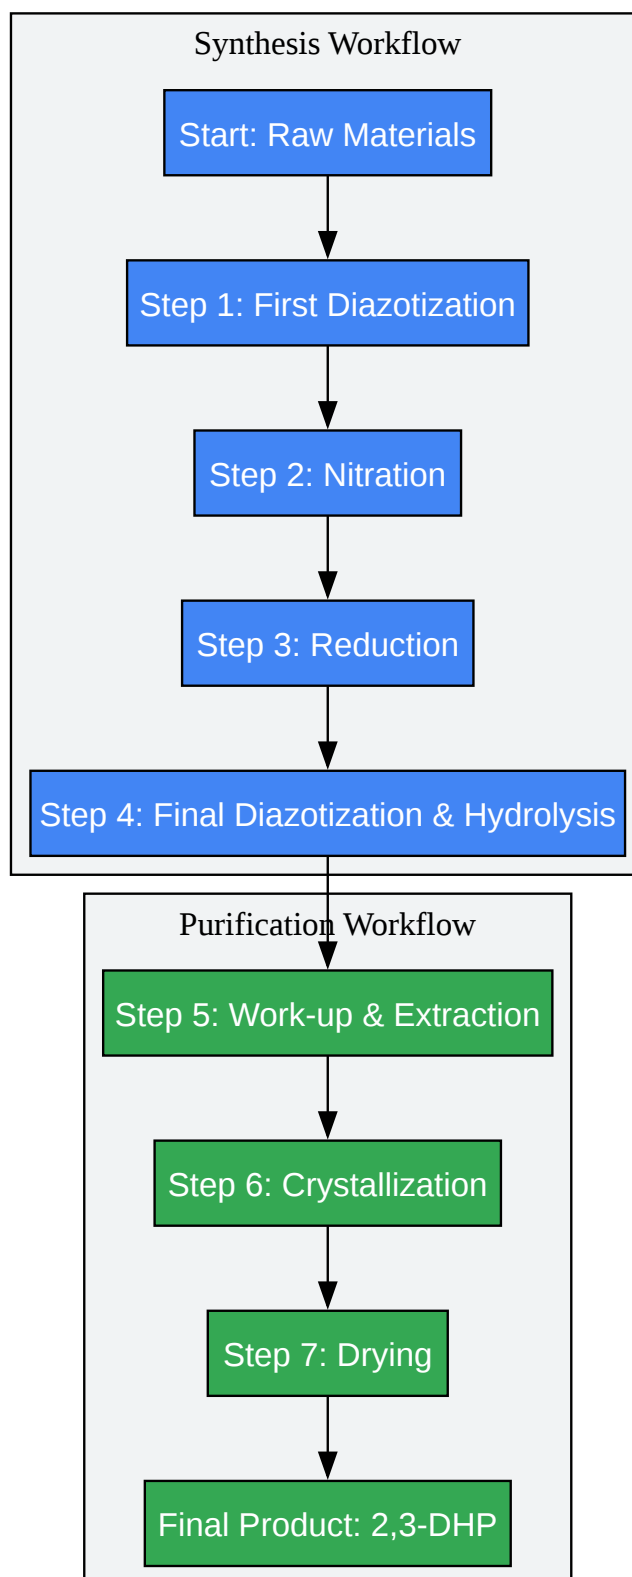 Synthesis Workflow
Start: Raw Materials
Step 1: First Diazotization
Step 2: Nitration
Step 3: Reduction
Step 4: Final Diazotization & Hydrolysis
Purification Workflow
Step 5: Work-up & Extraction
Step 6: Crystallization
Step 7: Drying
Final Product: 2,3-DHP